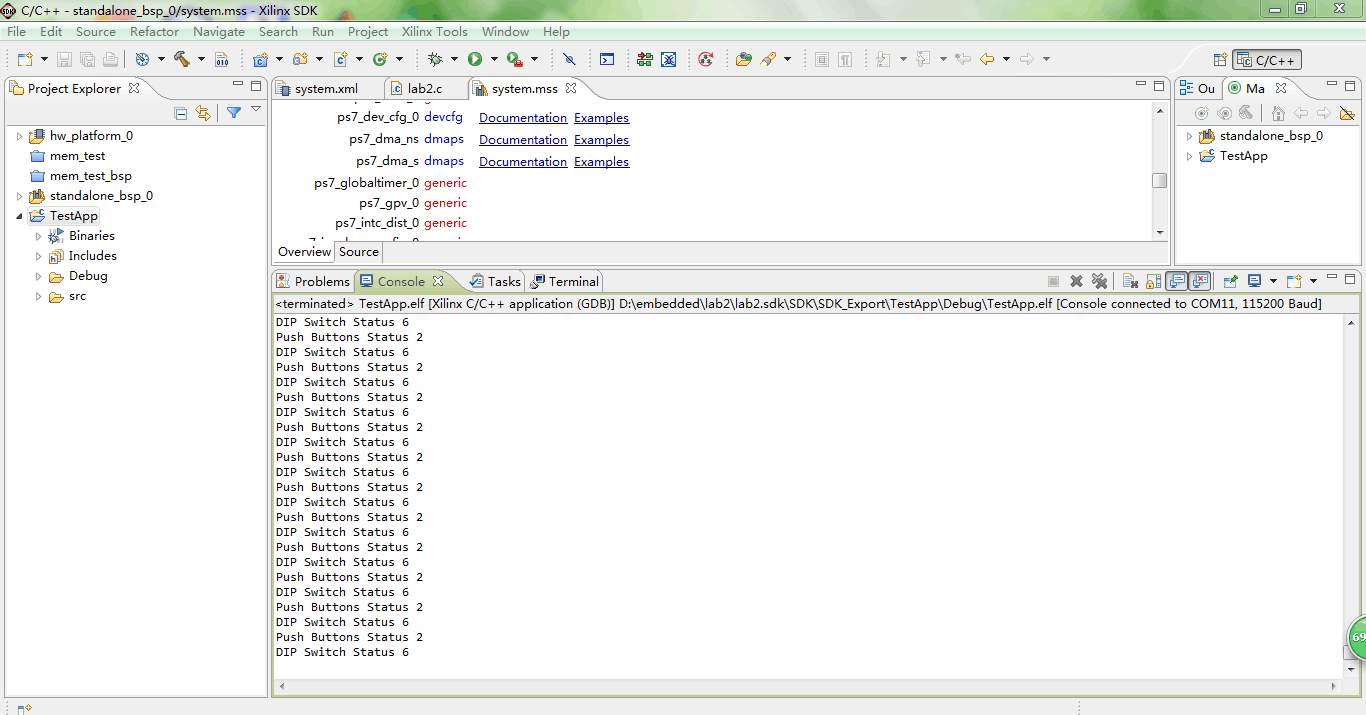 C/C++ - standalone_bsp_0/system.mss - Xilinx SDK
File Edit Source Refactor Navigate Search Run Project Xilinx Tools Window Help
C/C++
Project Explorer
system.xml lab2.c system.mss
Ou Ma
hw_platform_0
mem_test
mem_test_bsp
standalone_bsp_0
TestApp
Binaries
Includes
Debug
src
ps7_dev_cfg_0 devcfg Documentation Examples
ps7_dma_ns dmaps Documentation Examples
ps7_dma_s dmaps Documentation Examples
ps7_globaltimer_0 generic
ps7_gpv_0 generic
ps7_intc_dist_0 generic
Overview Source
standalone_bsp_0
TestApp
Problems Console Tasks Terminal
<terminated> TestApp.elf [Xilinx C/C++ application (GDB)] D:\embedded\lab2\lab2.sdk\SDK\SDK_Export\TestApp\Debug\TestApp.elf [Console connected to COM11, 115200 Baud]
DIP Switch Status 6
Push Buttons Status 2
DIP Switch Status 6
Push Buttons Status 2
DIP Switch Status 6
Push Buttons Status 2
DIP Switch Status 6
Push Buttons Status 2
DIP Switch Status 6
Push Buttons Status 2
DIP Switch Status 6
Push Buttons Status 2
DIP Switch Status 6
Push Buttons Status 2
DIP Switch Status 6
Push Buttons Status 2
DIP Switch Status 6
Push Buttons Status 2
DIP Switch Status 6
Push Buttons Status 2
DIP Switch Status 6
Push Buttons Status 2
DIP Switch Status 6
69